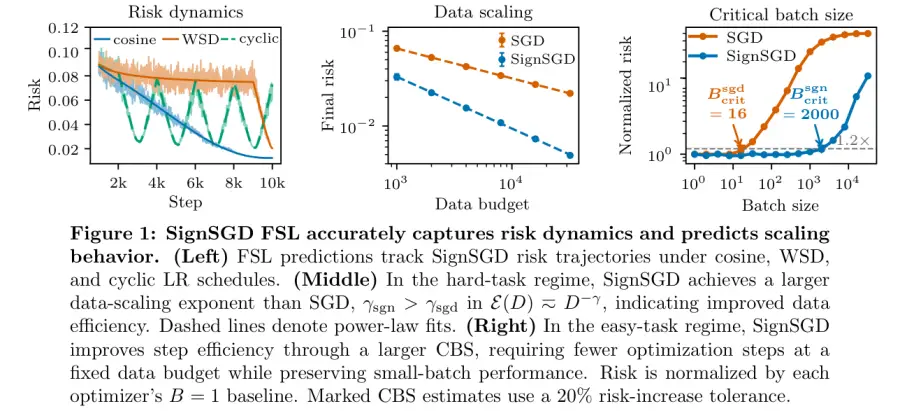 Risk dynamics
0.12
0.10
0.08
0.06
0.04
0.02
Risk
cosine
WSD
cyclic
2k
4k
6k
8k
10k
Step
Data scaling
10⁻¹
10⁻²
Final risk
SGD
SignSGD
10³
10⁴
Data budget
Critical batch size
10¹
10⁰
Normalized risk
SGD
SignSGD
B^sgd_crit
= 16
B^sgn_crit
= 2000
1.2×
10⁰
10¹
10²
10³
10⁴
Batch size
Figure 1: SignSGD FSL accurately captures risk dynamics and predicts scaling
behavior. (Left) FSL predictions track SignSGD risk trajectories under cosine, WSD,
and cyclic LR schedules. (Middle) In the hard-task regime, SignSGD achieves a larger
data-scaling exponent than SGD, γsgn > γsgd in ℰ(D) ≂ D^−γ, indicating improved data
efficiency. Dashed lines denote power-law fits. (Right) In the easy-task regime, SignSGD
improves step efficiency through a larger CBS, requiring fewer optimization steps at a
fixed data budget while preserving small-batch performance. Risk is normalized by each
optimizer's B = 1 baseline. Marked CBS estimates use a 20% risk-increase tolerance.